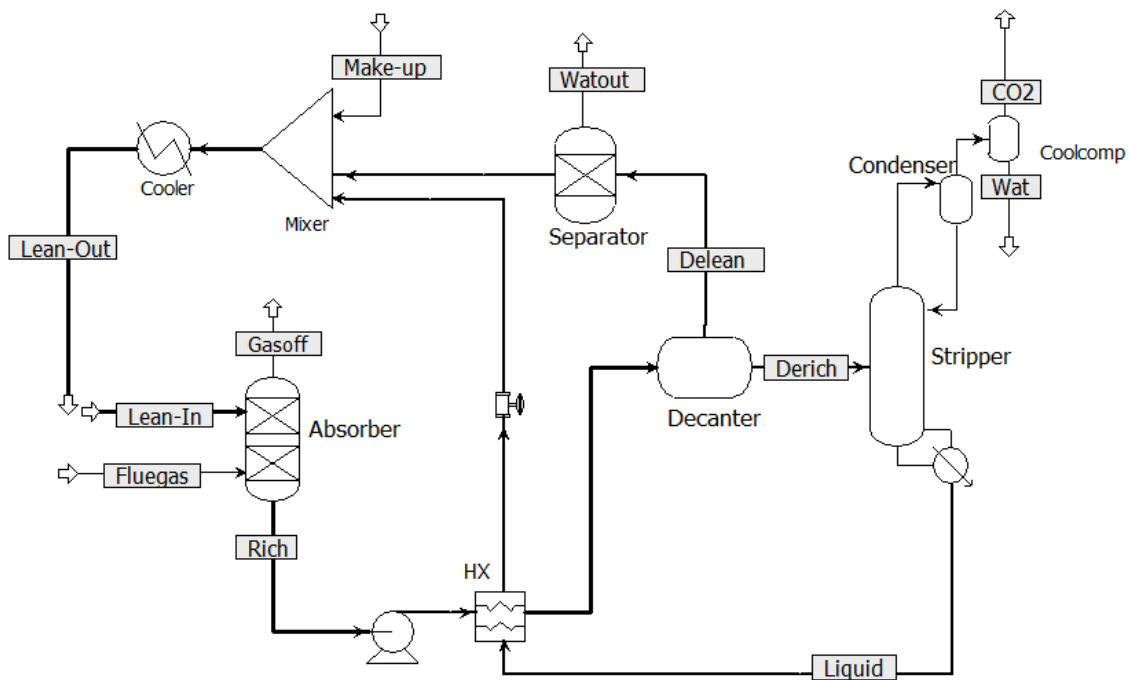 Make-up
Watout
CO2
Condenser
Coolcomp
Cooler
Wat
Mixer
Separator
Lean-Out
Delean
Gasoff
Stripper
Derich
Decanter
Lean-In
Absorber
Fluegas
Rich
HX
Liquid